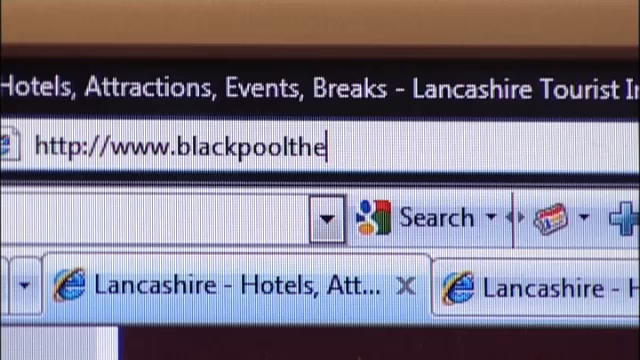 Hotels, Attractions, Events, Breaks - Lancashire Tourist In
http://www.blackpoolthe
Search
Lancashire - Hotels, Att... Lancashire - H